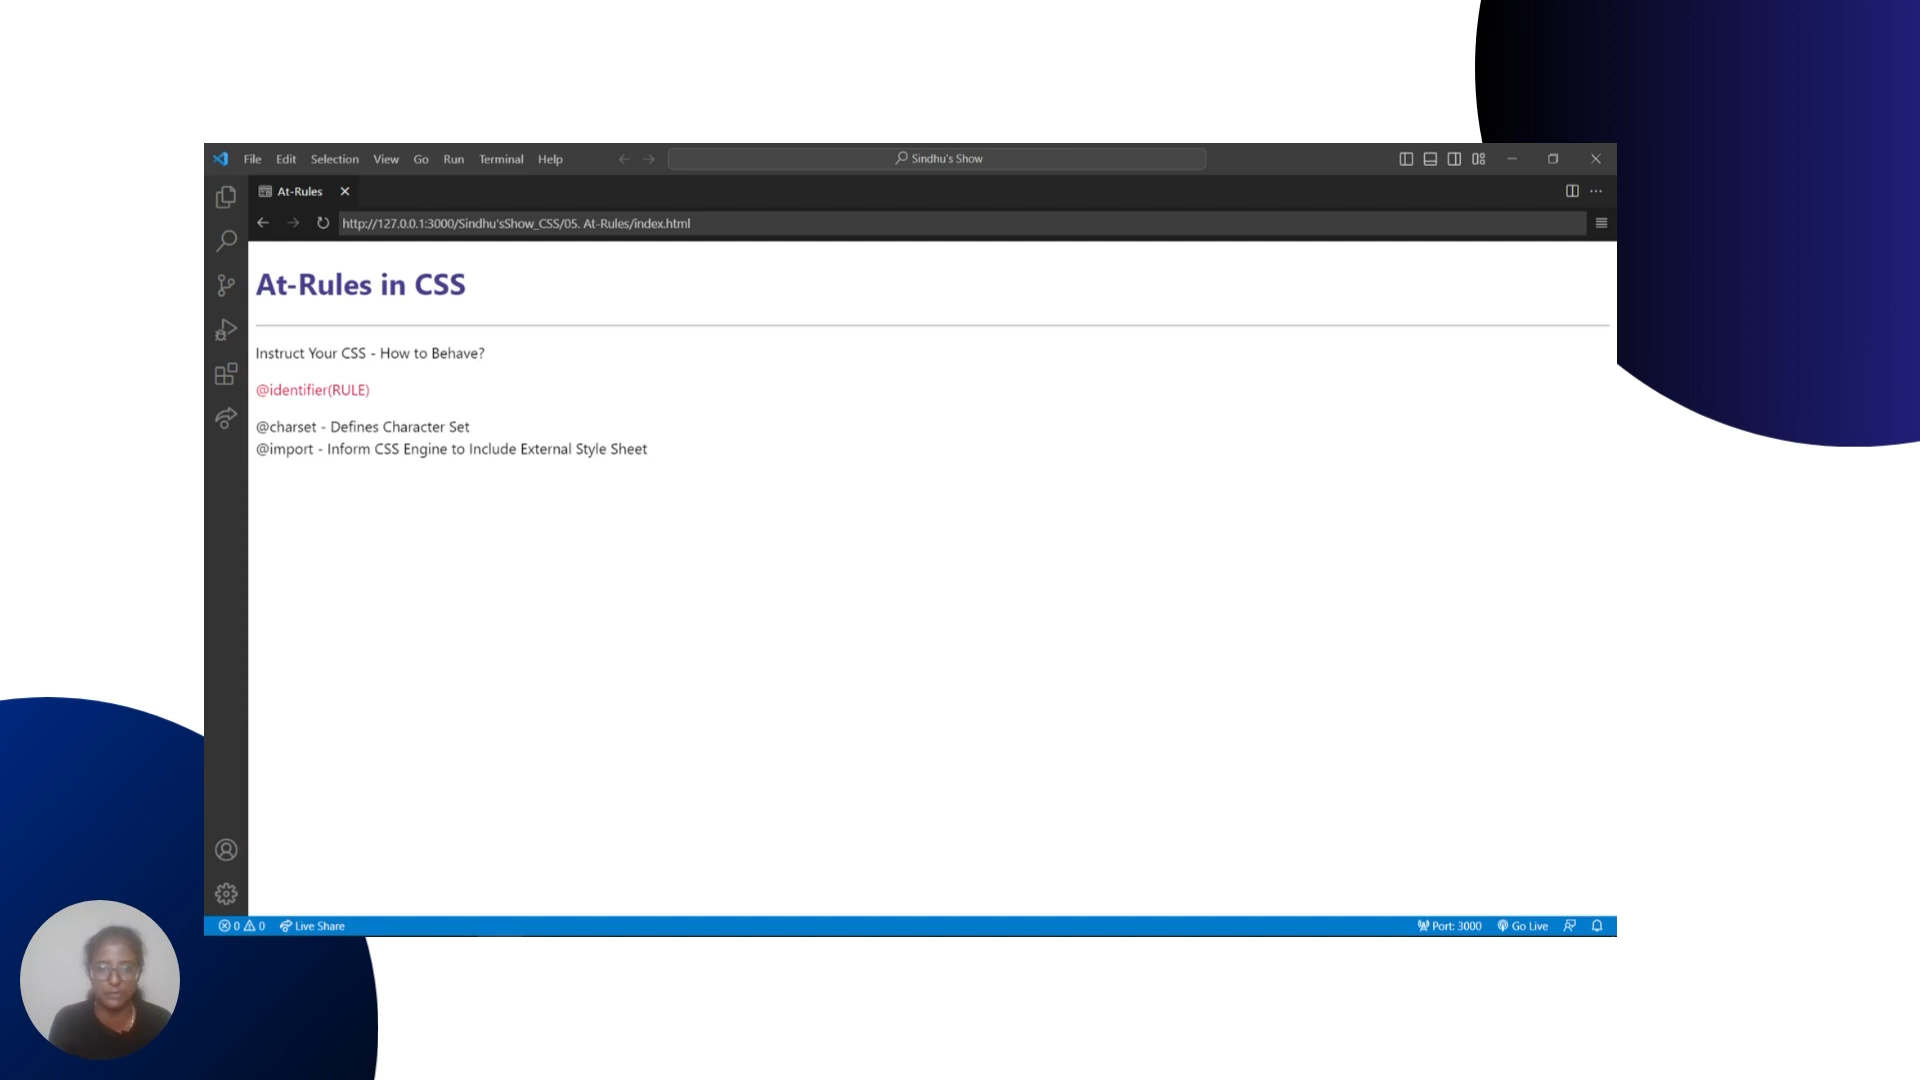 File Edit Selection View Go Run Terminal Help
Sindhu's Show
At-Rules
http://127.0.0.1:3000/Sindhu'sShow_CSS/05. At-Rules/index.html
At-Rules in CSS
Instruct Your CSS - How to Behave?
@identifier(RULE)
@charset - Defines Character Set
@import - Inform CSS Engine to Include External Style Sheet
0 0 Live Share
Port: 3000 Go Live